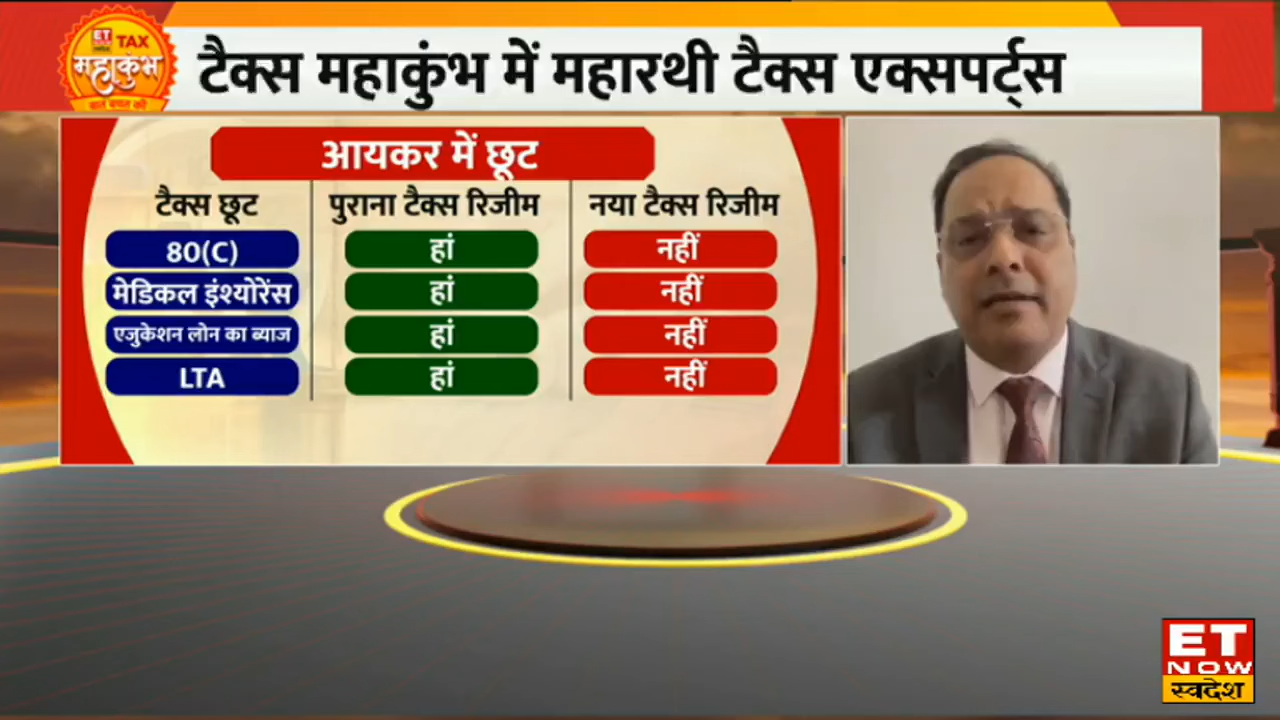 ET
TAX
महाकुंभ
टैक्स महाकुंभ में महारथी टैक्स एक्सपर्ट्स
आयकर में छूट
टैक्स छूट पुराना टैक्स रिजीम नया टैक्स रिजीम
80(C) हां नहीं
मेडिकल इंश्योरेंस हां नहीं
एजुकेशन लोन का ब्याज हां नहीं
LTA हां नहीं
ET
NOW
स्वदेश